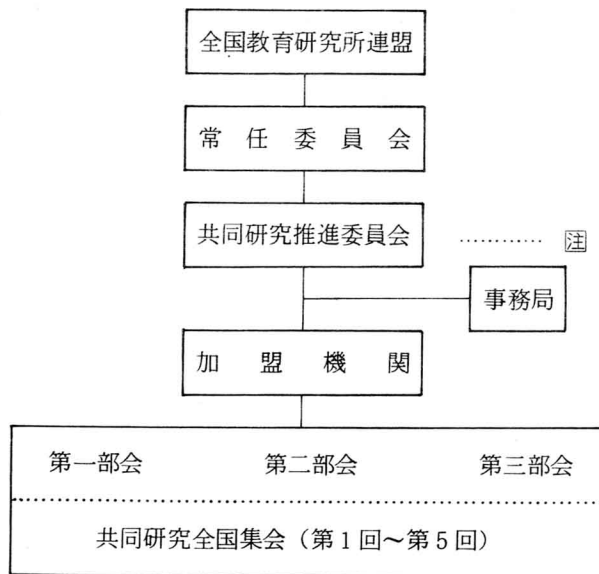 全国教育研究所連盟
常任委員会
共同研究推進委員会 ………… 注
事務局
加盟機関
第一部会 第二部会 第三部会
共同研究全国集会（第1回～第5回）